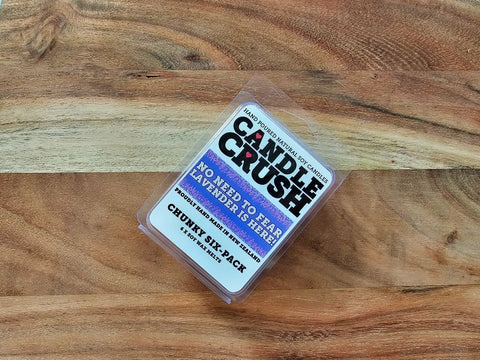 HAND POURED NATURAL SOY CANDLES
CANDLE
CRUSH
NO NEED TO FEAR
LAVENDER IS HERE!
PROUDLY HAND MADE IN NEW ZEALAND
CHUNKY SIX-PACK
6 X SOY WAX MELTS